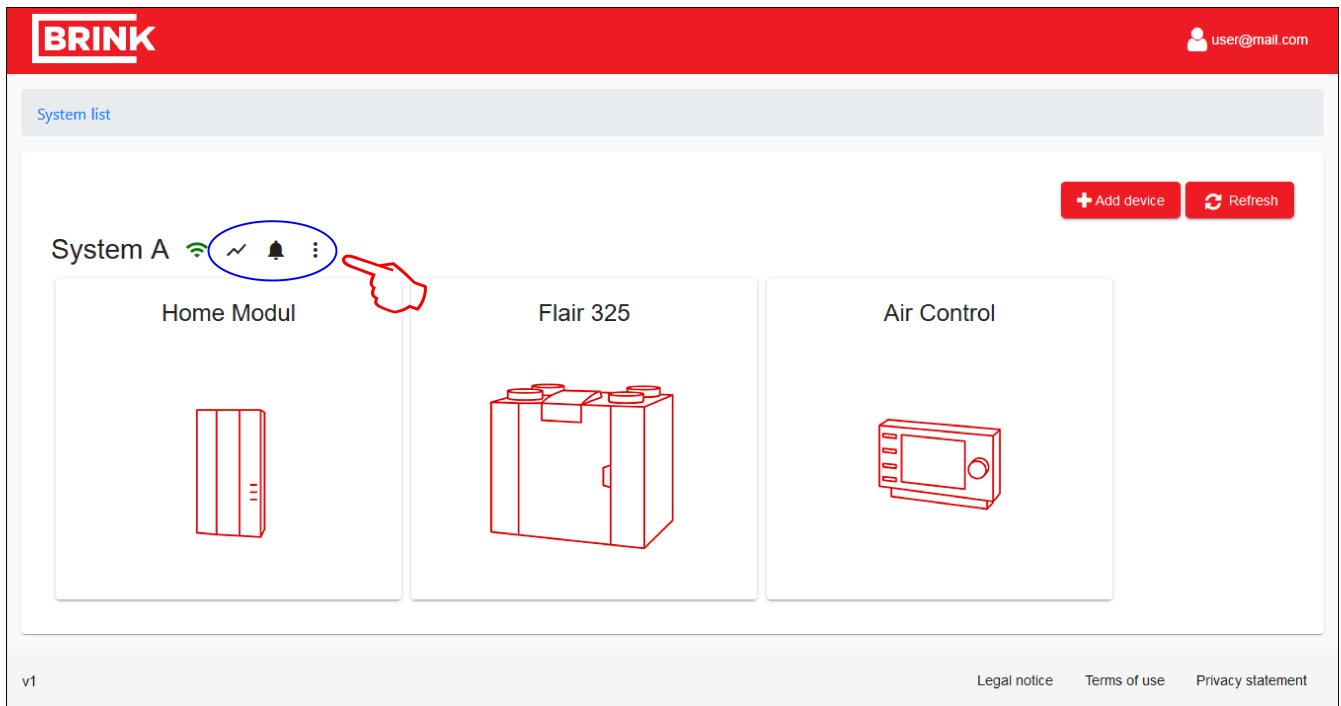 BRINK
user@mail.com
System list
Add device
Refresh
System A
Home Modul
Flair 325
Air Control
v1
Legal notice
Terms of use
Privacy statement